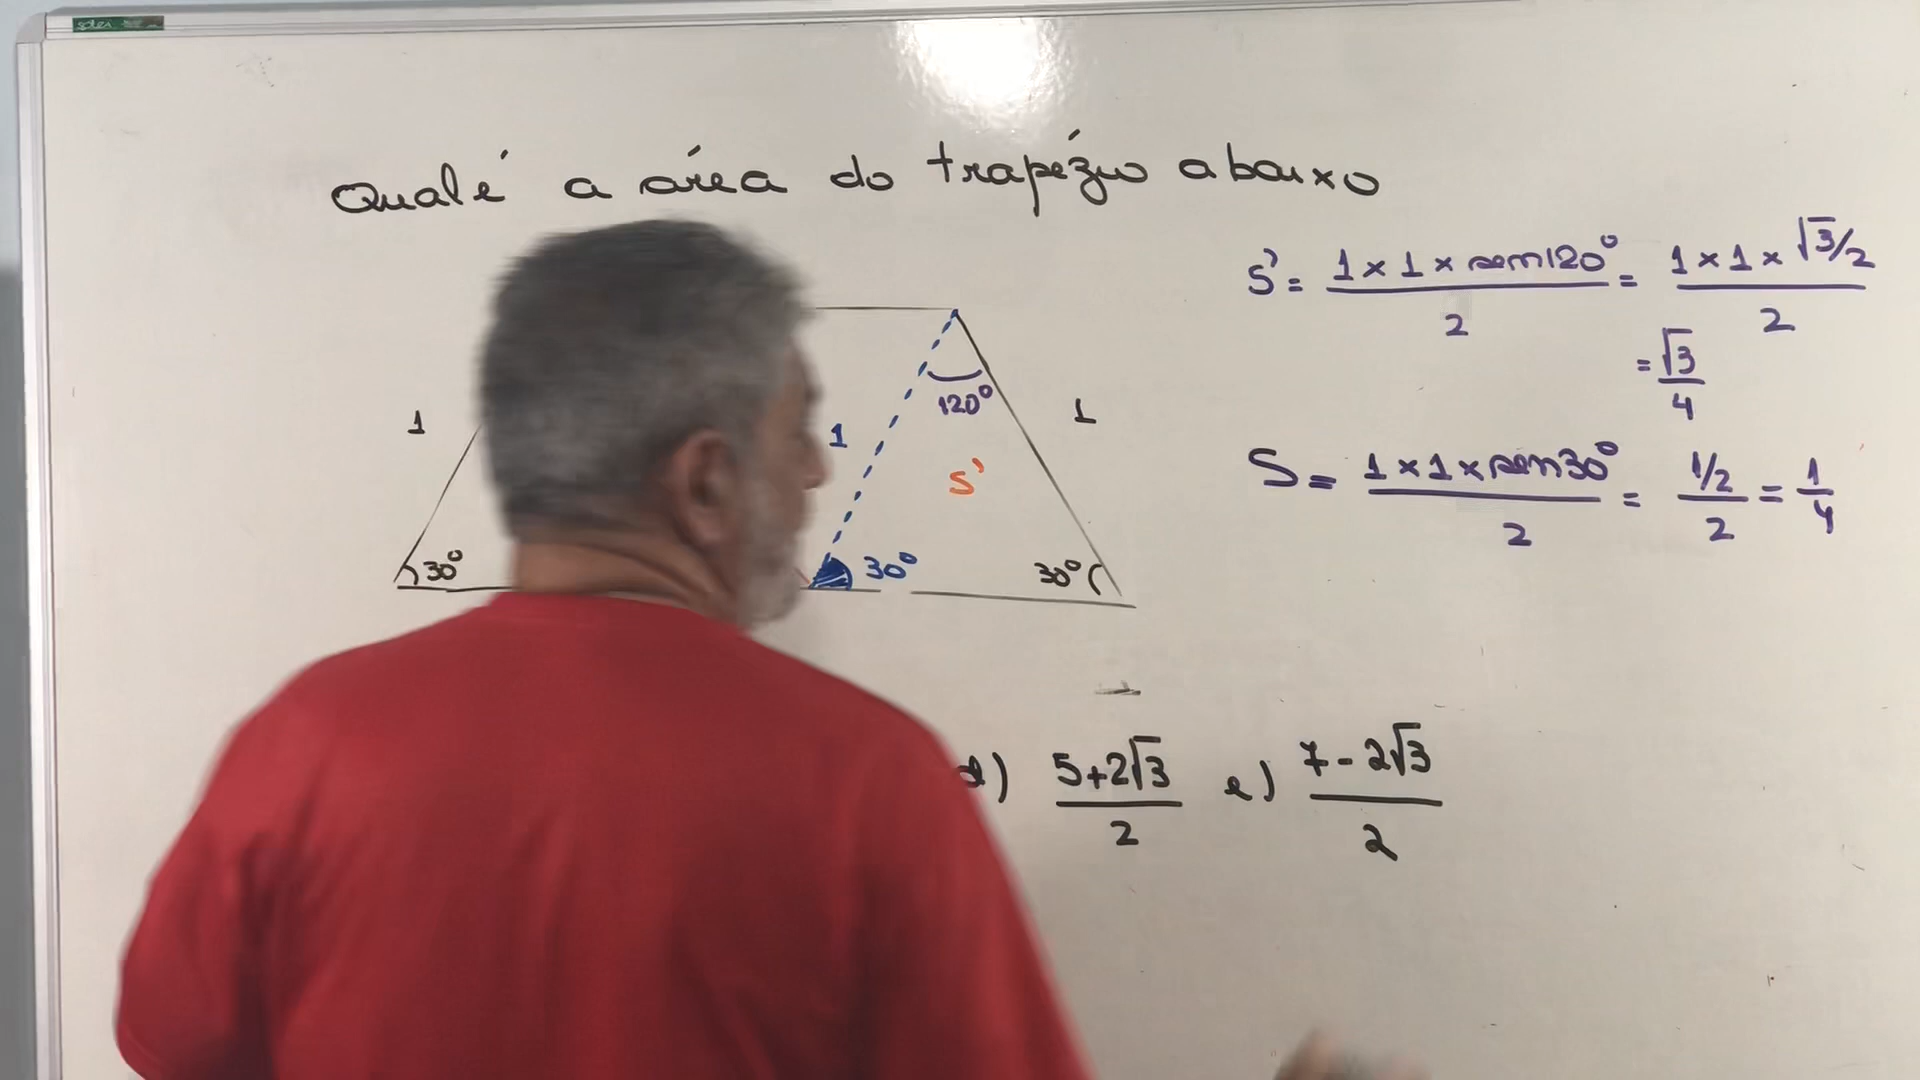 Qual é a área do trapézio abaixo
S' = 1 x 1 x sen120° / 2 = 1 x 1 x √3/2 / 2
= √3 / 4
S = 1 x 1 x sen30° / 2 = 1/2 / 2 = 1/4
1
1
120°
1
S'
30°
30°
30°
d) 5+2√3 / 2 e) 7-2√3 / 2